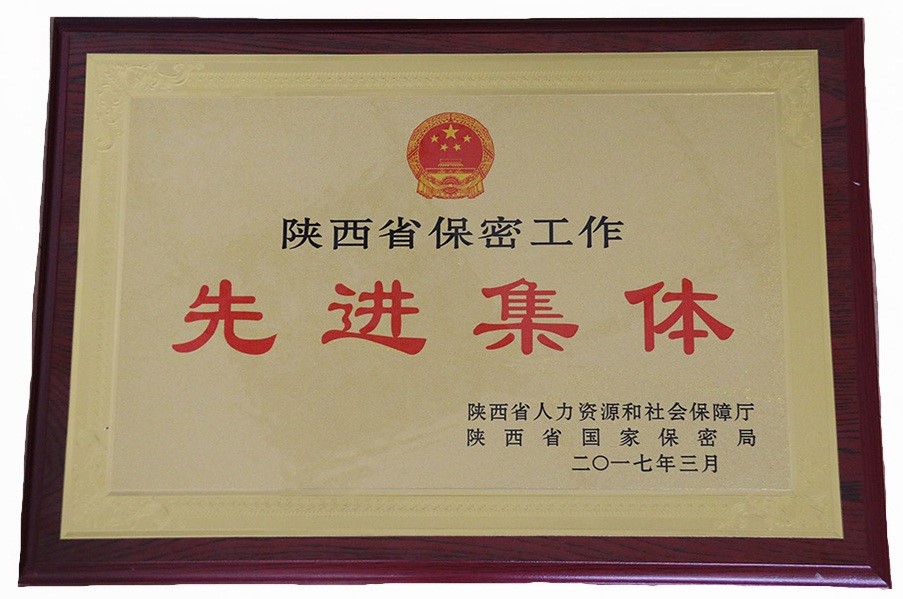 陕西省保密工作
先进集体
陕西省人力资源和社会保障厅
陕西省国家保密局
二〇一七年三月